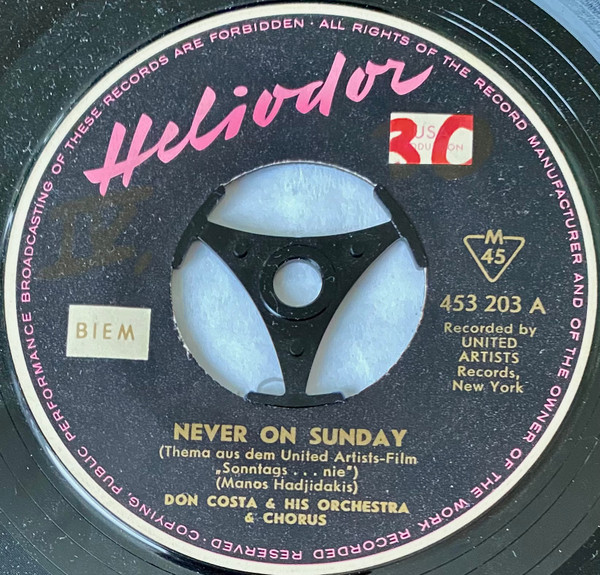 COPYING, PUBLIC PERFORMANCE BROADCASTING OF THESE RECORDS ARE FORBIDDEN · ALL RIGHTS OF THE RECORD MANUFACTURER AND OF THE OWNER OF THE WORK RECORDED RESERVED ·
Heliodor
30
M
45
453 203 A
BIEM
Recorded by
UNITED
ARTISTS
Records,
New York
NEVER ON SUNDAY
(Thema aus dem United Artists-Film
„Sonntags . . . nie")
(Manos Hadjidakis)
DON COSTA & HIS ORCHESTRA
& CHORUS